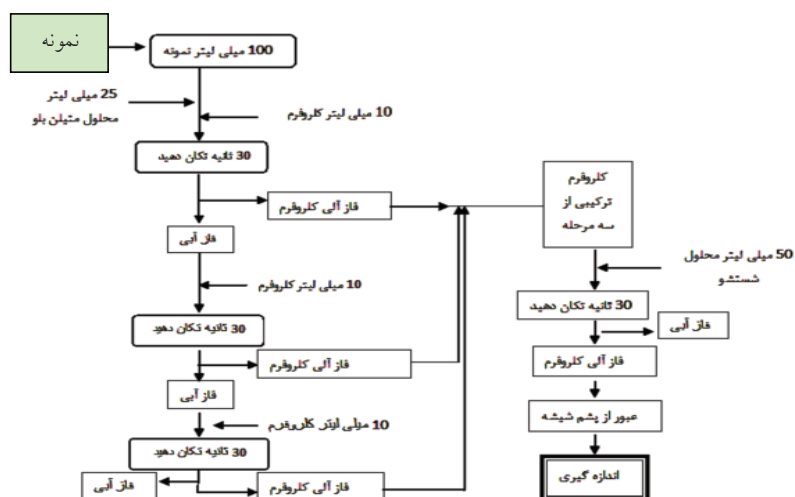 نمونه
100 میلی لیتر نمونه
25 میلی لیتر
محلول متیلن بلو
10 میلی لیتر کلروفرم
30 ثانیه تکان دهید
فاز آلی کلروفرم
فاز آبی
10 میلی لیتر کلروفرم
30 ثانیه تکان دهید
فاز آلی کلروفرم
فاز آبی
10 میلی لیتر کلروفرم
30 ثانیه تکان دهید
فاز آبی
فاز آلی کلروفرم
کلروفرم
ترکیبی از
سه مرحله
50 میلی لیتر محلول
شستشو
30 ثانیه تکان دهید
فاز آبی
فاز آلی کلروفرم
عبور از پشم شیشه
اندازه گیری